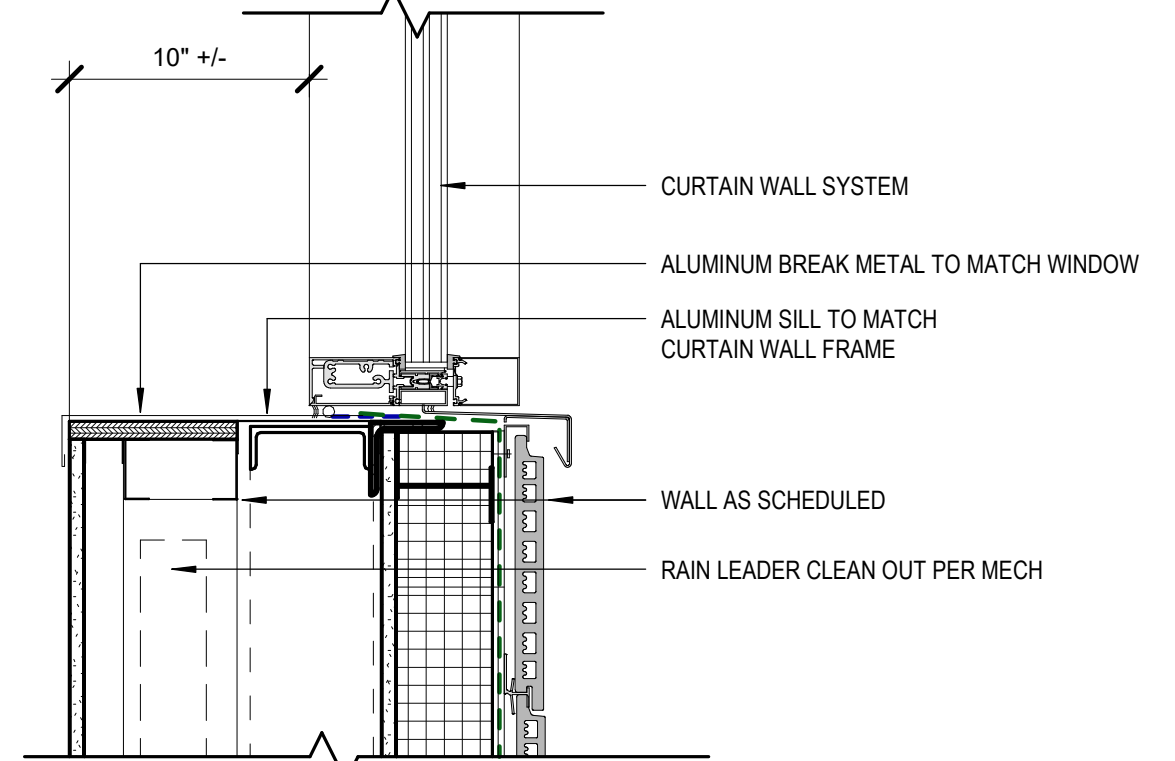 10" +/-
CURTAIN WALL SYSTEM
ALUMINUM BREAK METAL TO MATCH WINDOW
ALUMINUM SILL TO MATCH
CURTAIN WALL FRAME
WALL AS SCHEDULED
RAIN LEADER CLEAN OUT PER MECH